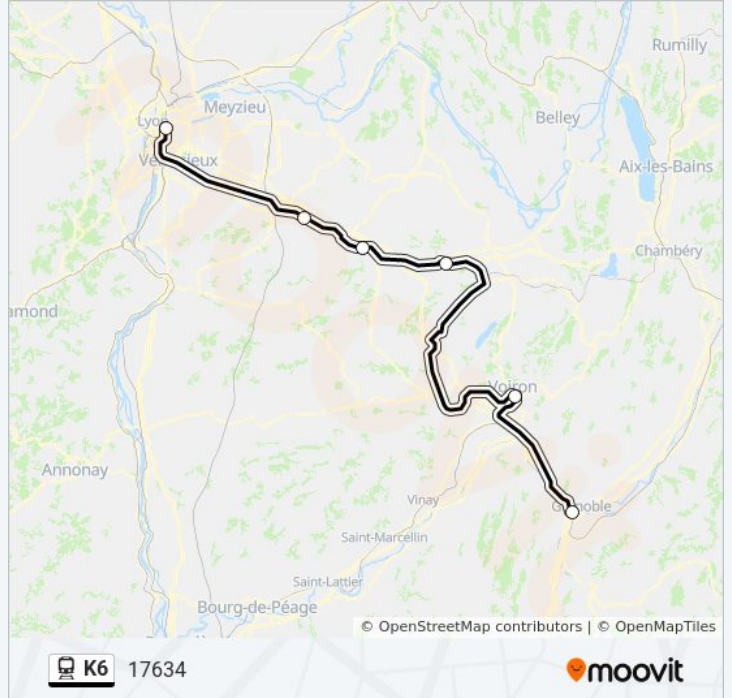 Rumilly
Meyzieu
Lyon
Belley
Vénissieux
Aix-les-Bains
Chambéry
amond
Voiron
Annonay
Vinay
Grenoble
Saint-Marcellin
Saint-Lattier
Bourg-de-Péage
© OpenStreetMap contributors | © OpenMapTiles
K6 17634
moovit